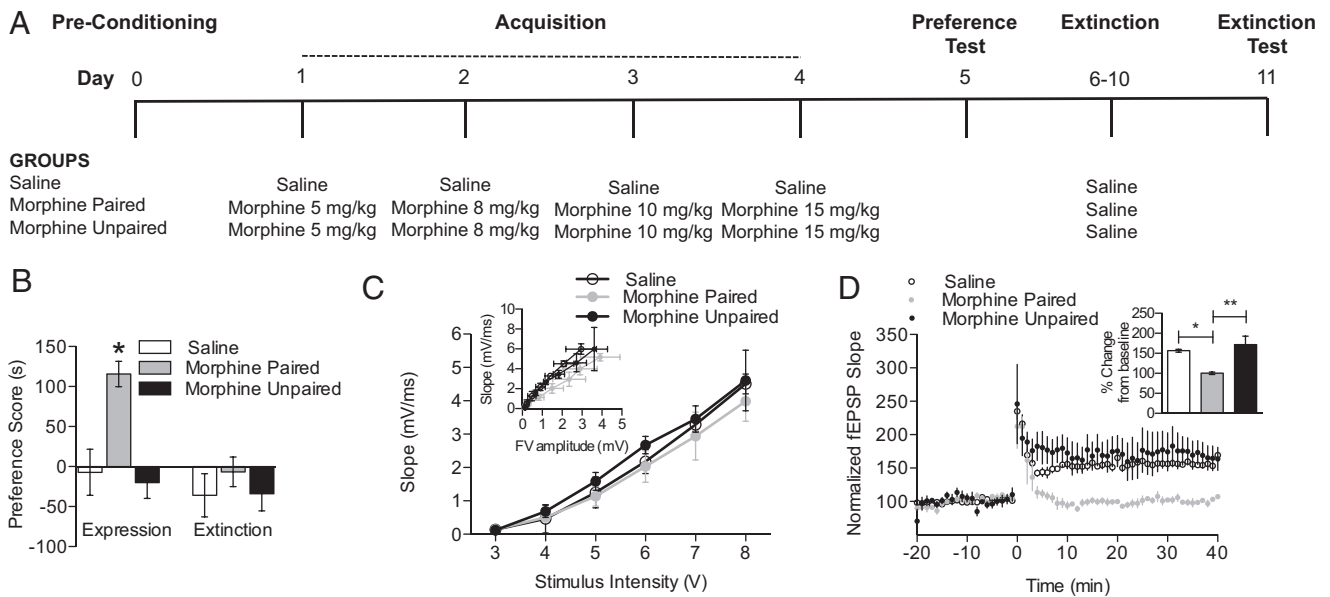 A
Pre-Conditioning
Acquisition
Preference Test
Extinction
Extinction Test
Day 0 1 2 3 4 5 6-10 11
GROUPS
Saline Saline Saline Saline Saline Saline
Morphine Paired Morphine 5 mg/kg Morphine 8 mg/kg Morphine 10 mg/kg Morphine 15 mg/kg Saline
Morphine Unpaired Morphine 5 mg/kg Morphine 8 mg/kg Morphine 10 mg/kg Morphine 15 mg/kg Saline
B
Preference Score (s)
150
100
50
0
-50
-100
*
Saline
Morphine Paired
Morphine Unpaired
Expression Extinction
C
Saline
Morphine Paired
Morphine Unpaired
Slope (mV/ms)
6
5
4
3
2
1
0
3 4 5 6 7 8
Stimulus Intensity (V)
Slope (mV/ms)
10
8
6
4
2
0
0 1 2 3 4 5
FV amplitude (mV)
D
Saline
Morphine Paired
Morphine Unpaired
Normalized fEPSP Slope
350
300
250
200
150
100
-20 -10 0 10 20 30 40
Time (min)
% Change
from baseline
250
200
150
100
50
0
* **